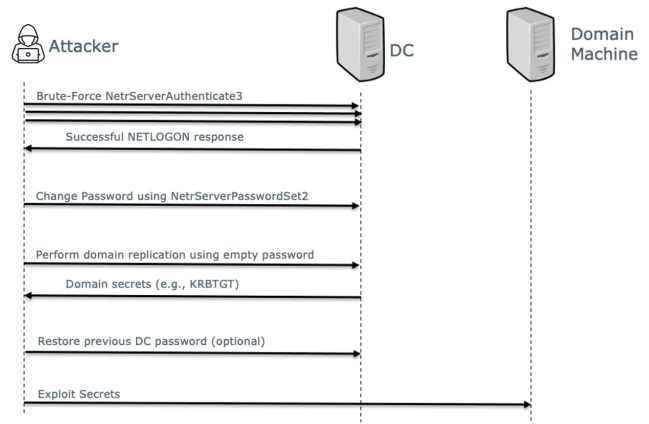 Attacker
DC
Domain
Machine
Brute-Force NetrServerAuthenticate3
Successful NETLOGON response
Change Password using NetrServerPasswordSet2
Perform domain replication using empty password
Domain secrets (e.g., KRBTGT)
Restore previous DC password (optional)
Exploit Secrets